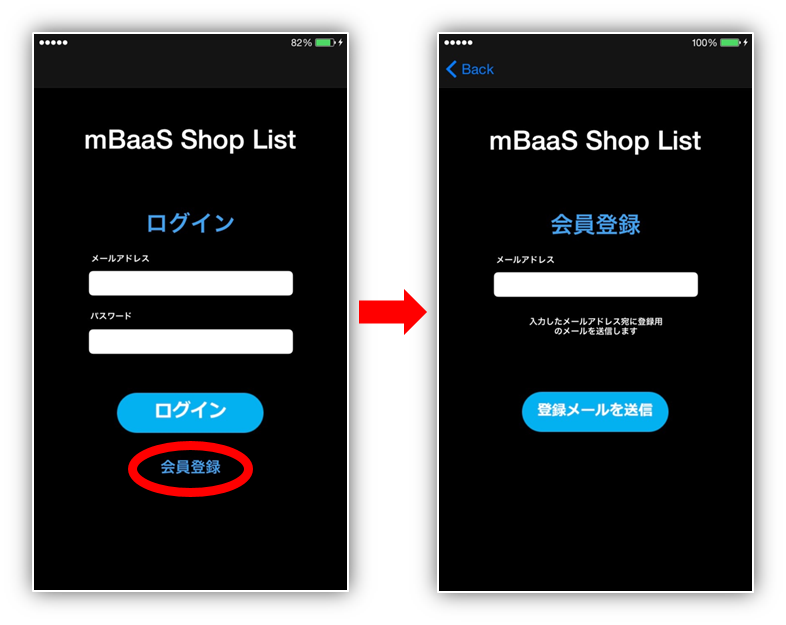 82%
mBaaS Shop List
ログイン
メールアドレス
パスワード
ログイン
会員登録
100%
Back
mBaaS Shop List
会員登録
メールアドレス
入力したメールアドレス宛に登録用
のメールを送信します
登録メールを送信